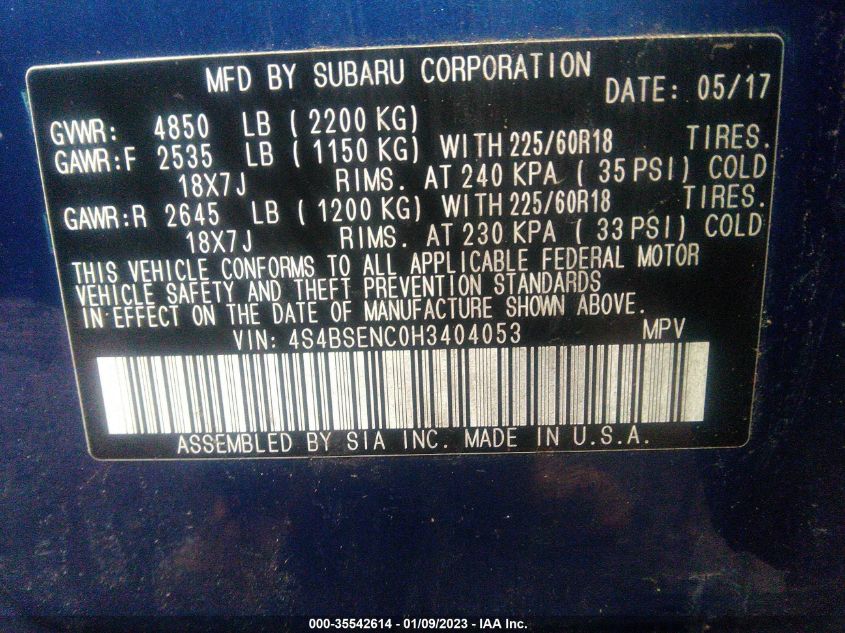 MFD BY SUBARU CORPORATION DATE: 05/17
GVWR: 4850 LB (2200 KG)
GAWR:F 2535 LB (1150 KG) WITH 225/60R18 TIRES.
18X7J RIMS. AT 240 KPA (35 PSI) COLD
GAWR:R 2645 LB (1200 KG) WITH 225/60R18 TIRES.
18X7J RIMS. AT 230 KPA (33 PSI) COLD
THIS VEHICLE CONFORMS TO ALL APPLICABLE FEDERAL MOTOR
VEHICLE SAFETY AND THEFT PREVENTION STANDARDS
IN EFFECT ON THE DATE OF MANUFACTURE SHOWN ABOVE.
VIN: 4S4BSENC0H3404053 MPV
ASSEMBLED BY SIA INC. MADE IN U.S.A.
000-35542614 - 01/09/2023 - IAA Inc.